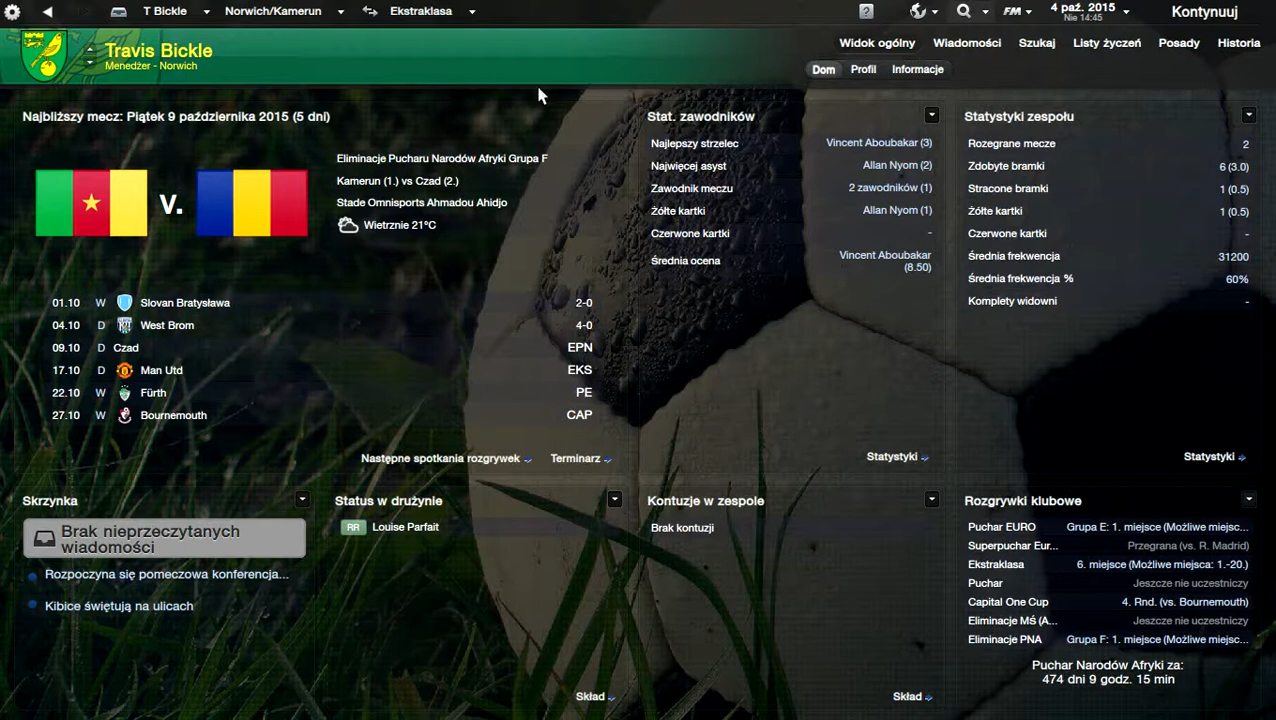 T Bickle
Norwich/Kamerun
Ekstraklasa
?
FM
4 paź. 2015
Nie 14:45
Kontynuuj
Travis Bickle
Menedżer - Norwich
Widok ogólny
Wiadomości
Szukaj
Listy życzeń
Posady
Historia
Dom
Profil
Informacje
Najbliższy mecz: Piątek 9 października 2015 (5 dni)
V.
Eliminacje Pucharu Narodów Afryki Grupa F
Kamerun (1.) vs Czad (2.)
Stade Omnisports Ahmadou Ahidjo
Wietrznie 21°C
01.10 W Slovan Bratysława 2-0
04.10 D West Brom 4-0
09.10 D Czad EPN
17.10 D Man Utd EKS
22.10 W Fürth PE
27.10 W Bournemouth CAP
Następne spotkania rozgrywek
Terminarz
Stat. zawodników
Najlepszy strzelec Vincent Aboubakar (3)
Najwięcej asyst Allan Nyom (2)
Zawodnik meczu 2 zawodników (1)
Żółte kartki Allan Nyom (1)
Czerwone kartki -
Średnia ocena Vincent Aboubakar
(8.50)
Statystyki
Statystyki zespołu
Rozegrane mecze 2
Zdobyte bramki 6 (3.0)
Stracone bramki 1 (0.5)
Żółte kartki 1 (0.5)
Czerwone kartki -
Średnia frekwencja 31200
Średnia frekwencja % 60%
Komplety widowni -
Statystyki
Skrzynka
Brak nieprzeczytanych
wiadomości
Rozpoczyna się pomeczowa konferencja...
Kibice świętują na ulicach
Status w drużynie
RR Louise Parfait
Skład
Kontuzje w zespole
Brak kontuzji
Skład
Rozgrywki klubowe
Puchar EURO Grupa E: 1. miejsce (Możliwe miejsc...
Superpuchar Eur... Przegrana (vs. R. Madrid)
Ekstraklasa 6. miejsce (Możliwe miejsca: 1.-20.)
Puchar Jeszcze nie uczestniczy
Capital One Cup 4. Rnd. (vs. Bournemouth)
Eliminacje MŚ (A... Jeszcze nie uczestniczy
Eliminacje PNA Grupa F: 1. miejsce (Możliwe miejsc...
Puchar Narodów Afryki za:
474 dni 9 godz. 15 min